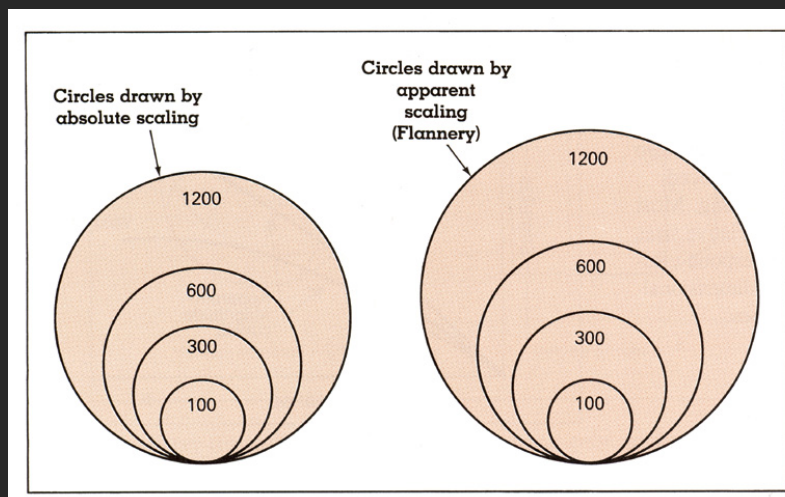 Circles drawn by
absolute scaling
1200
600
300
100
Circles drawn by
apparent
scaling
(Flannery)
1200
600
300
100